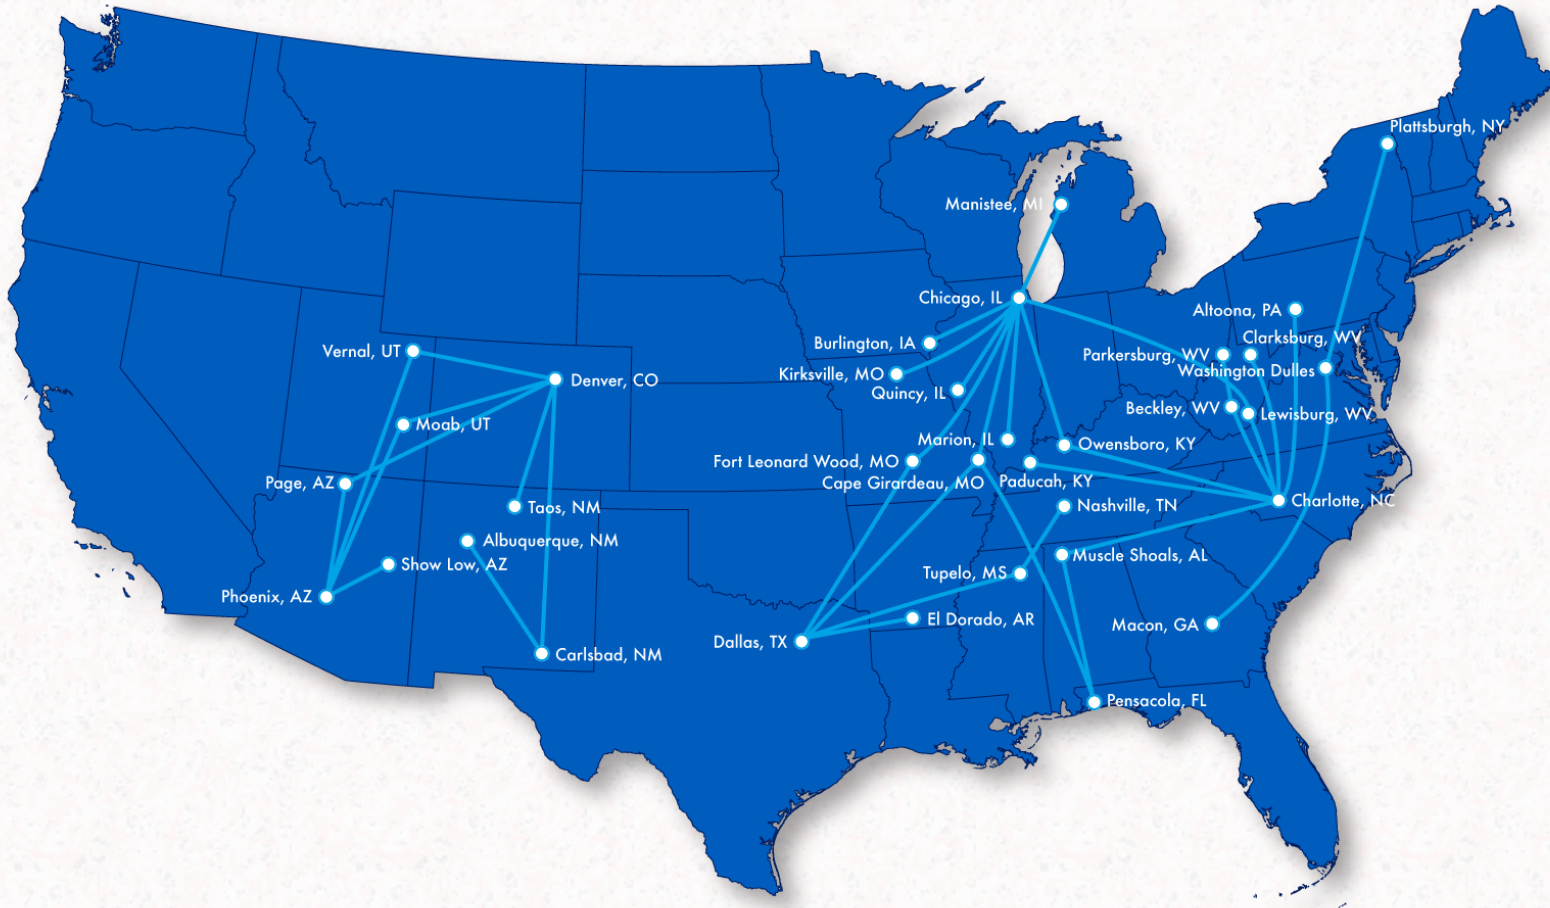 Plattsburgh, NY
Manistee, MI
Chicago, IL
Altoona, PA
Clarksburg, WV
Burlington, IA
Vernal, UT
Parkersburg, WV
Washington Dulles
Kirksville, MO
Denver, CO
Quincy, IL
Beckley, WV
Lewisburg, WV
Moab, UT
Marion, IL
Owensboro, KY
Fort Leonard Wood, MO
Page, AZ
Cape Girardeau, MO
Paducah, KY
Charlotte, NC
Taos, NM
Nashville, TN
Albuquerque, NM
Muscle Shoals, AL
Show Low, AZ
Tupelo, MS
Phoenix, AZ
El Dorado, AR
Macon, GA
Dallas, TX
Carlsbad, NM
Pensacola, FL